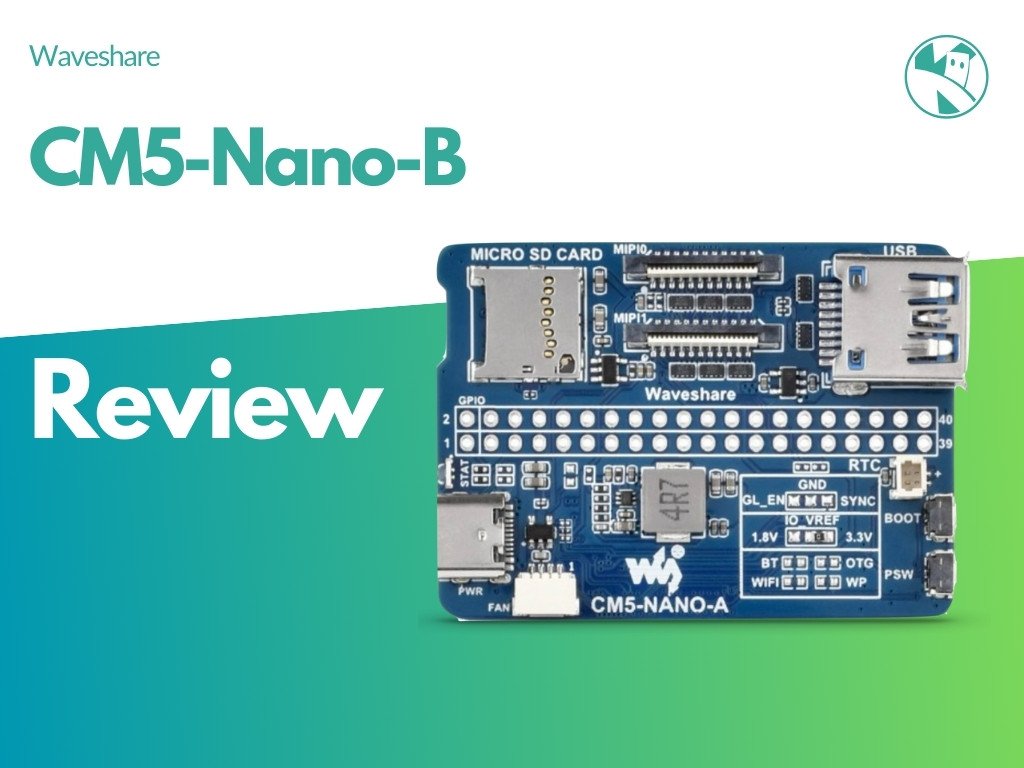 Waveshare
CM5-Nano-B
Review
MICRO SD CARD
MIPI0
USB
MIPI1
Waveshare
GPIO
2
40
1
39
STAT
RTC
+
GND
GL_EN
SYNC
4R7
IO_VREF
BOOT
1.8V
3.3V
BT
OTG
WIFI
WP
PSW
PWR
1
FAN
®
CM5-NANO-A